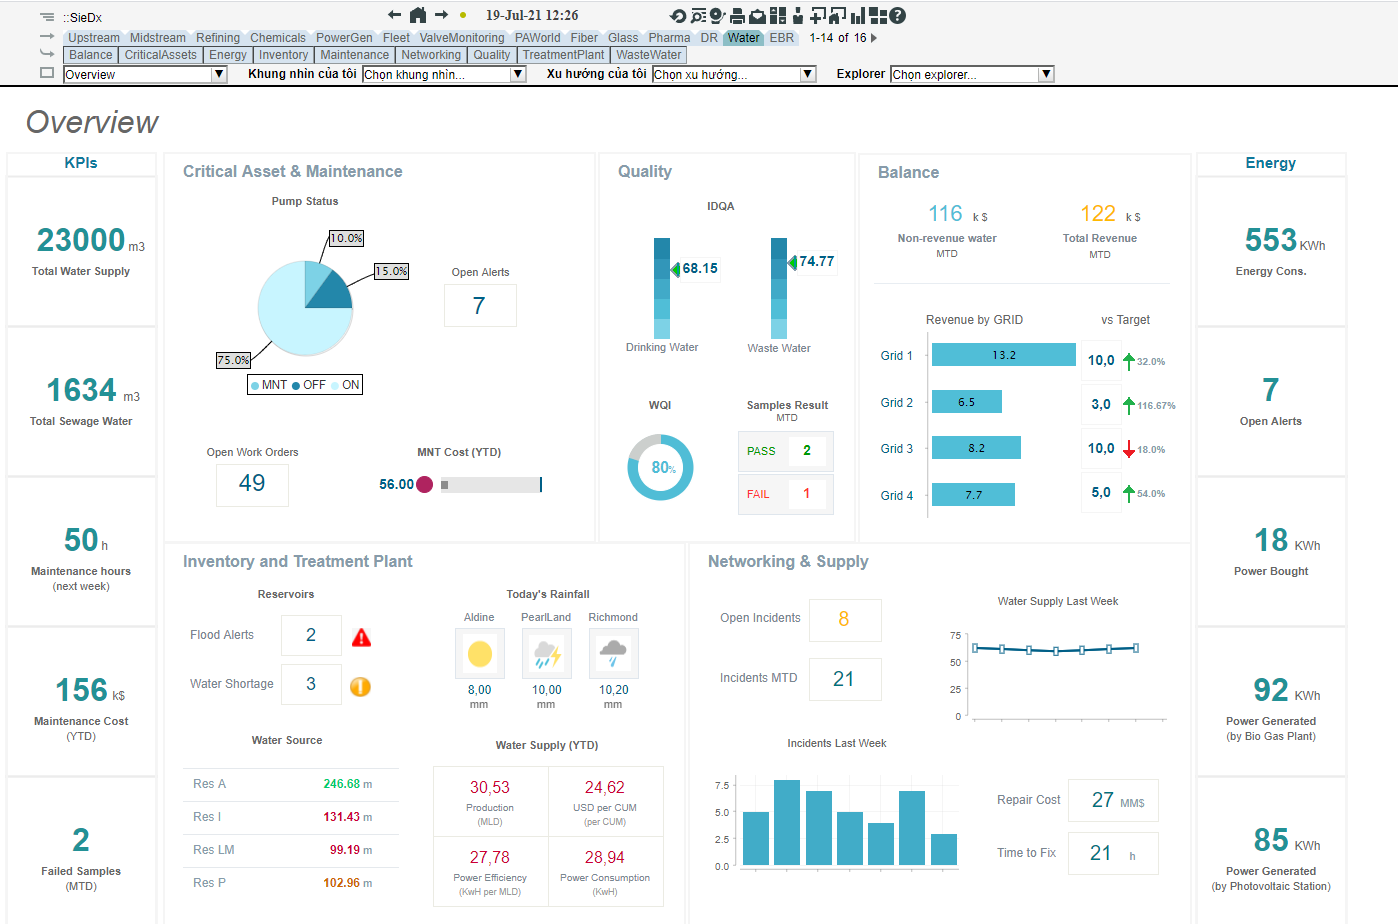 ::SieDx
19-Jul-21 12:26
Upstream Midstream Refining Chemicals PowerGen Fleet ValveMonitoring PAWorld Fiber Glass Pharma DR Water EBR 1-14 of 16
Balance CriticalAssets Energy Inventory Maintenance Networking Quality TreatmentPlant WasteWater
Overview Khung nhìn của tôi Chọn khung nhìn... Xu hướng của tôi Chọn xu hướng... Explorer Chọn explorer...
Overview
KPIs
23000 m3
Total Water Supply
1634 m3
Total Sewage Water
50 h
Maintenance hours
(next week)
156 k$
Maintenance Cost
(YTD)
2
Failed Samples
(MTD)
Critical Asset & Maintenance
Pump Status
10.0%
15.0%
75.0%
MNT OFF ON
Open Alerts
7
Open Work Orders
49
MNT Cost (YTD)
56.00
Quality
IDQA
68.15
74.77
Drinking Water
Waste Water
WQI
80%
Samples Result
MTD
PASS 2
FAIL 1
Balance
116 k $
Non-revenue water
MTD
122 k $
Total Revenue
MTD
Revenue by GRID
vs Target
Grid 1 13.2 10,0 32.0%
Grid 2 6.5 3,0 116.67%
Grid 3 8.2 10,0 18.0%
Grid 4 7.7 5,0 54.0%
Inventory and Treatment Plant
Reservoirs
Flood Alerts 2
Water Shortage 3
Today's Rainfall
Aldine PearlLand Richmond
8,00 10,00 10,20
mm mm mm
Water Source
Res A 246.68 m
Res I 131.43 m
Res LM 99.19 m
Res P 102.96 m
Water Supply (YTD)
30,53
Production
(MLD)
24,62
USD per CUM
(per CUM)
27,78
Power Efficiency
(KwH per MLD)
28,94
Power Consumption
(KwH)
Networking & Supply
Open Incidents 8
Incidents MTD 21
Water Supply Last Week
75
50
25
0
Incidents Last Week
7.5
5.0
2.5
0.0
Repair Cost 27 MM$
Time to Fix 21 h
Energy
553 KWh
Energy Cons.
7
Open Alerts
18 KWh
Power Bought
92 KWh
Power Generated
(by Bio Gas Plant)
85 KWh
Power Generated
(by Photovoltaic Station)